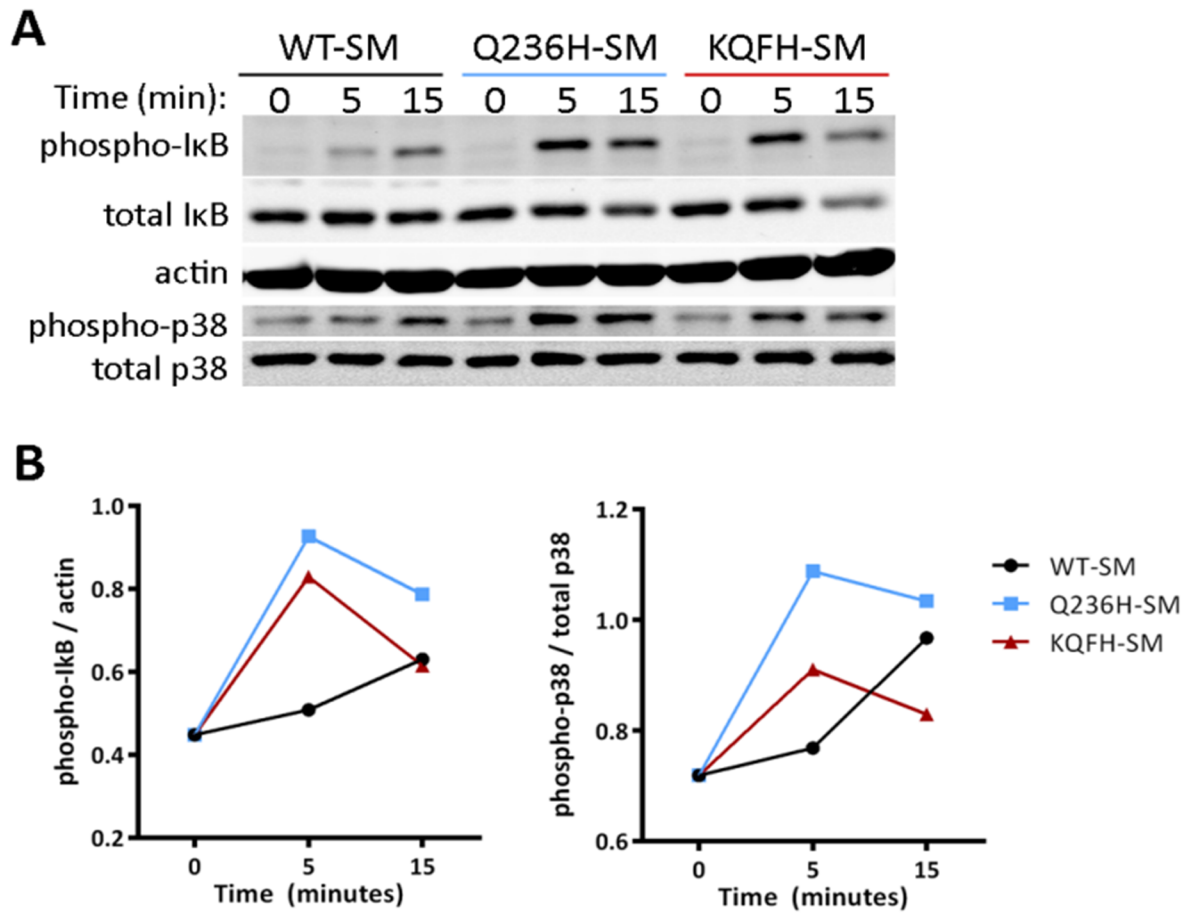 A
WT-SM Q236H-SM KQFH-SM
Time (min): 0 5 15 0 5 15 0 5 15
phospho-IκB
total IκB
actin
phospho-p38
total p38
B
phospho-IkB / actin
1.0
0.8
0.6
0.4
0.2
0 5 15
Time (minutes)
phospho-p38 / total p38
1.2
1.0
0.8
0.6
0 5 15
Time (minutes)
WT-SM
Q236H-SM
KQFH-SM